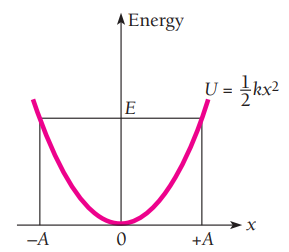 Energy
U = 1/2 kx²
E
x
–A
0
+A